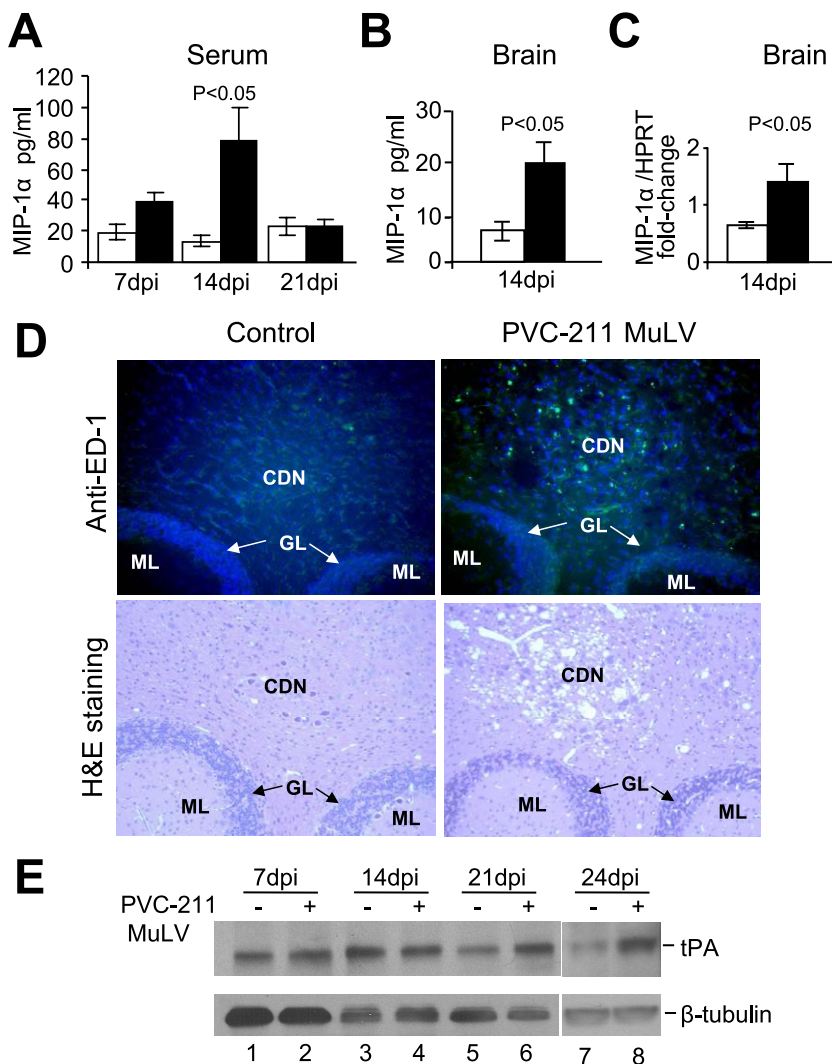 A
Serum
MIP-1α pg/ml
120
100
80
60
40
20
0
P<0.05
7dpi 14dpi 21dpi
B
Brain
MIP-1α pg/ml
30
20
10
0
P<0.05
14dpi
C
Brain
MIP-1α/HPRT
fold-change
2
1
0
P<0.05
14dpi
D
Control PVC-211 MuLV
Anti-ED-1
CDN
GL
ML
ML
CDN
GL
ML
ML
H&E staining
CDN
GL
ML
ML
CDN
GL
ML
ML
E
7dpi 14dpi 21dpi 24dpi
PVC-211 - + - + - + - +
MuLV
tPA
β-tubulin
1 2 3 4 5 6 7 8